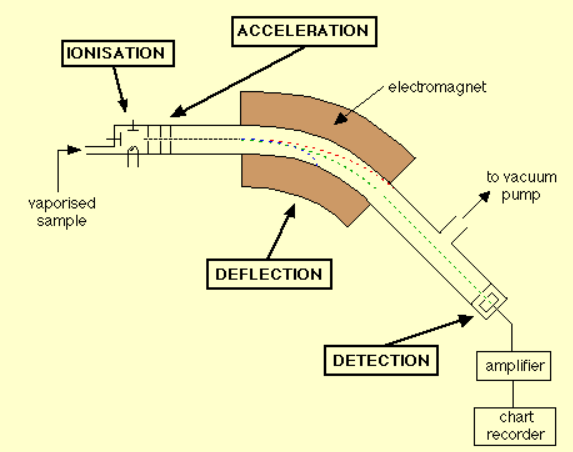 ACCELERATION
IONISATION
electromagnet
vaporised
sample
to vacuum
pump
DEFLECTION
DETECTION
amplifier
chart
recorder